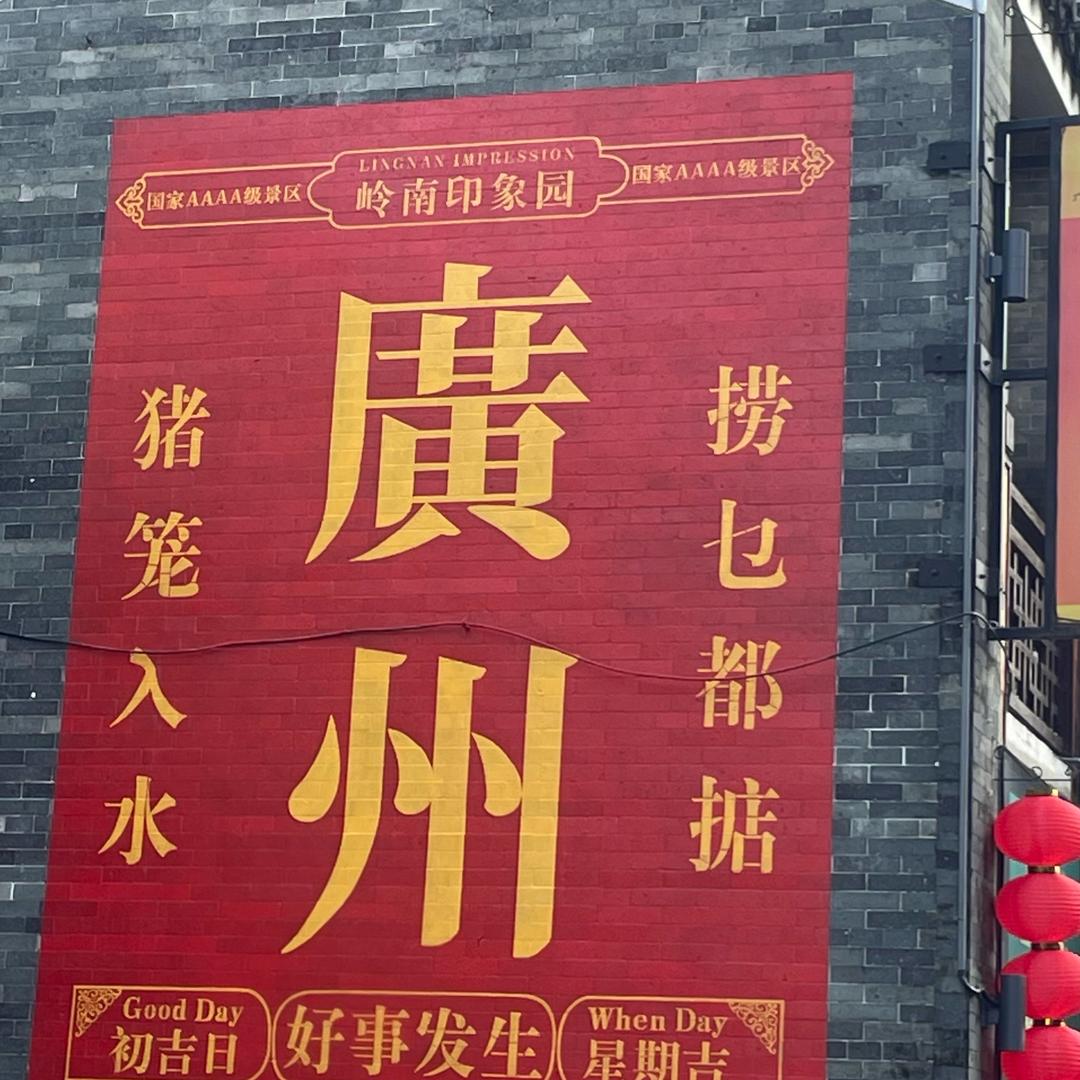 LINGNAN IMPRESSION
国家AAAA级景区 岭南印象园 国家AAAA级景区
廣州
捞乜都掂
猪笼入水
Good Day
初吉日
好事发生
When Day
星期吉